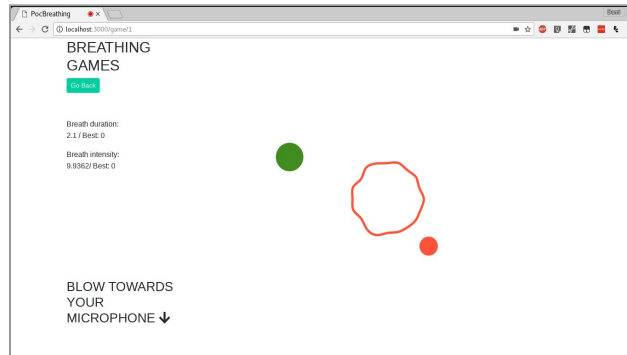 PocBreathing
localhost:3000/game/1
BREATHING
GAMES
Go Back
Breath duration:
2.1 / Best: 0
Breath intensity:
9.9362/ Best: 0
BLOW TOWARDS
YOUR
MICROPHONE